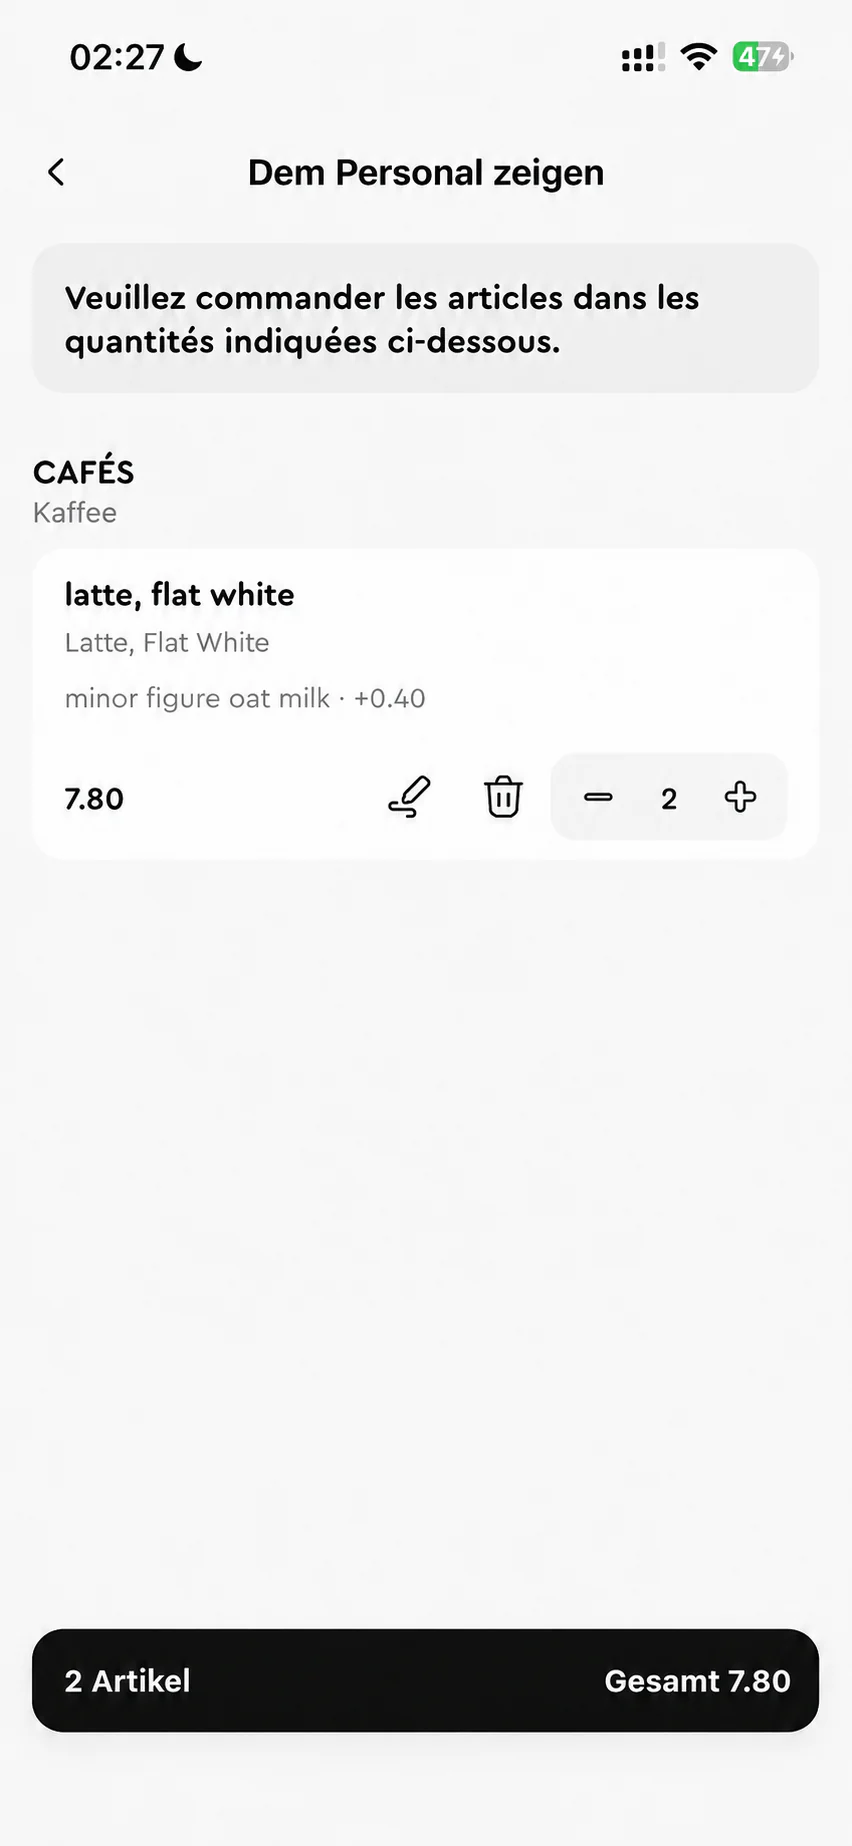 02:27
47
Dem Personal zeigen
Veuillez commander les articles dans les
quantités indiquées ci-dessous.
CAFÉS
Kaffee
latte, flat white
Latte, Flat White
minor figure oat milk · +0.40
7.80
2
2 Artikel
Gesamt 7.80